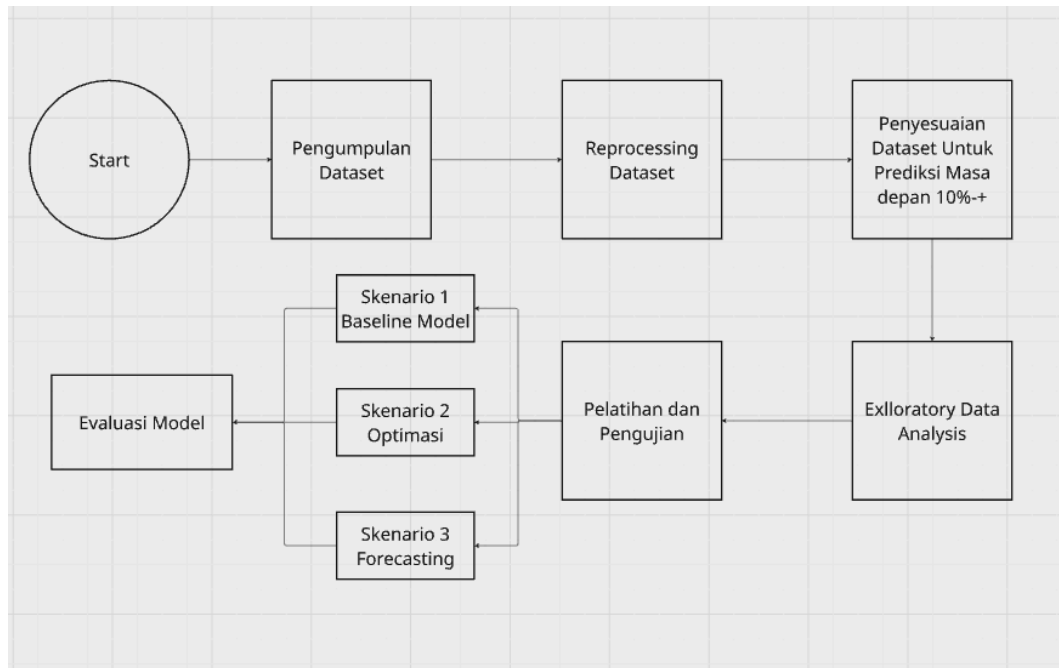 Start
Pengumpulan
Dataset
Reprocessing
Dataset
Penyesuaian
Dataset Untuk
Prediksi Masa
depan 10%-+
Exlloratory Data
Analysis
Pelatihan dan
Pengujian
Skenario 1
Baseline Model
Skenario 2
Optimasi
Skenario 3
Forecasting
Evaluasi Model